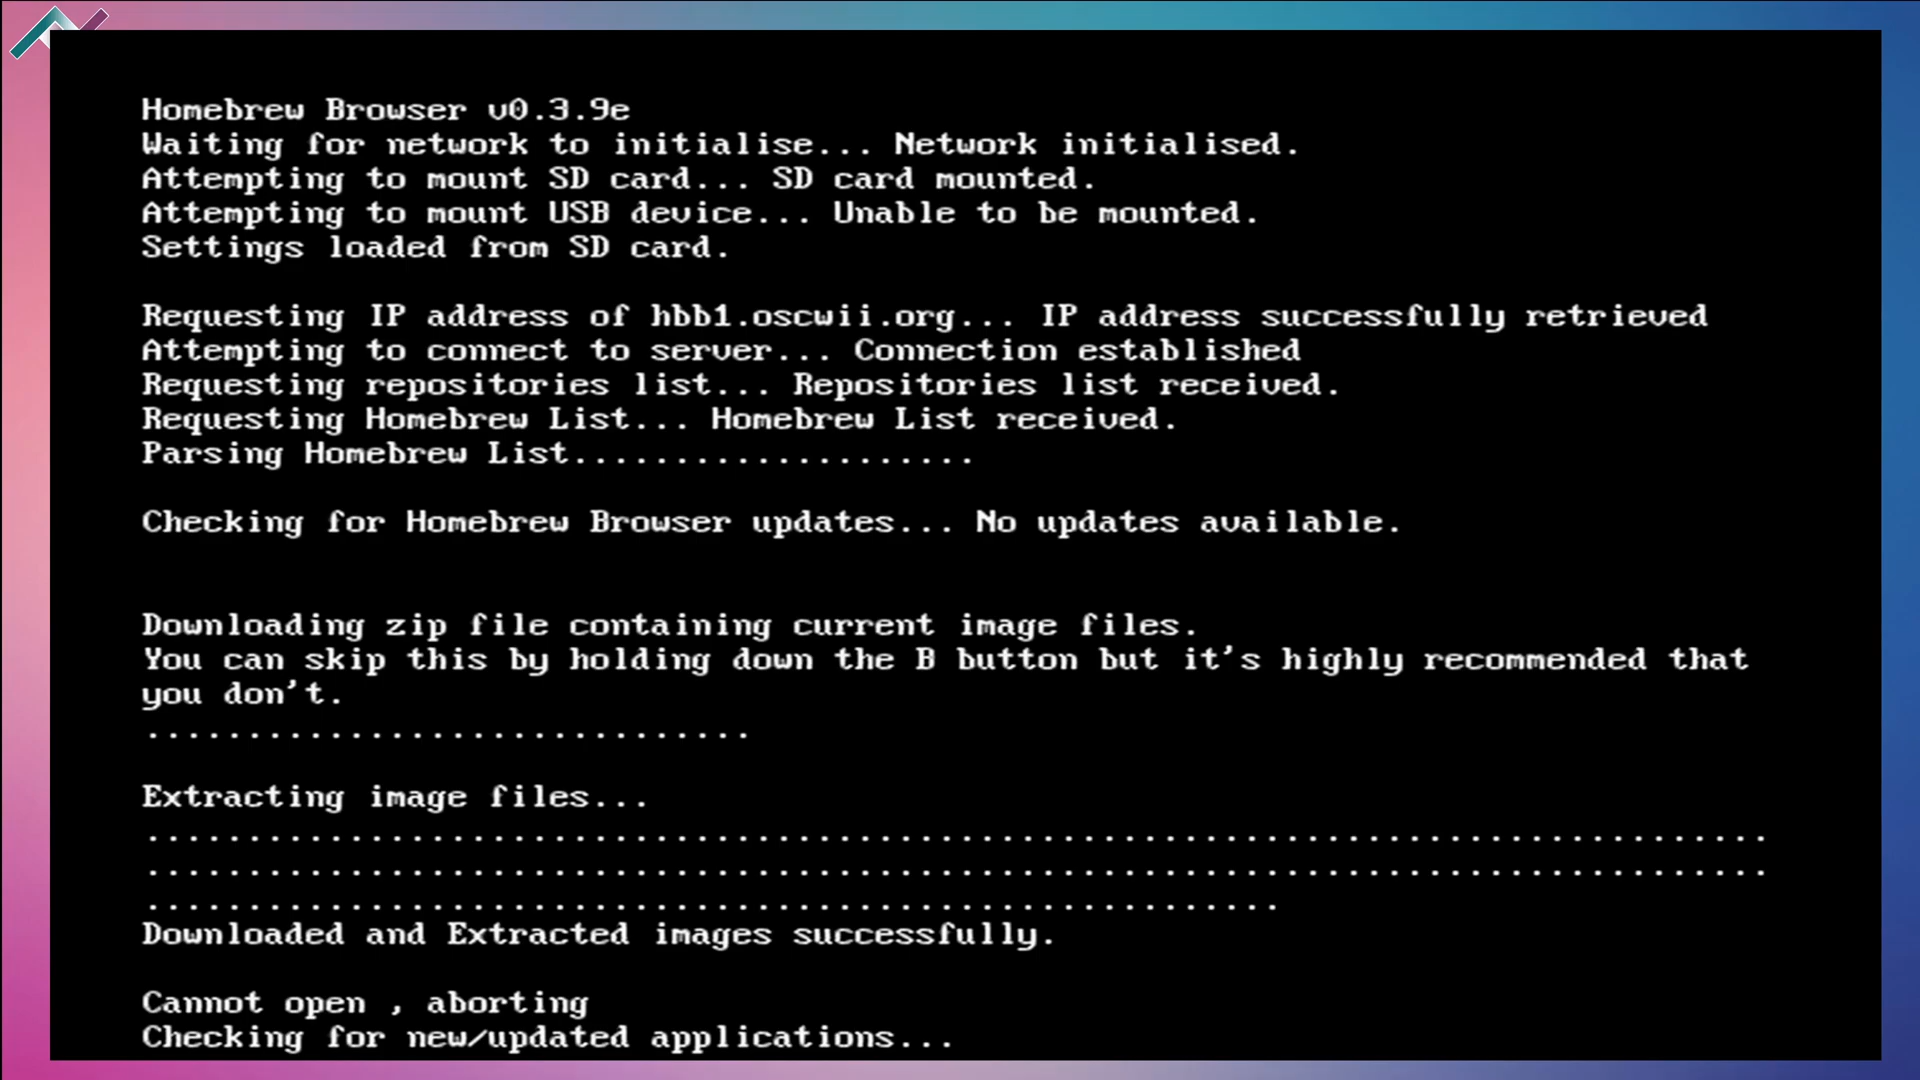 Homebrew Browser v0.3.9e
Waiting for network to initialise... Network initialised.
Attempting to mount SD card... SD card mounted.
Attempting to mount USB device... Unable to be mounted.
Settings loaded from SD card.
Requesting IP address of hbb1.oscwii.org... IP address successfully retrieved
Attempting to connect to server... Connection established
Requesting repositories list... Repositories list received.
Requesting Homebrew List... Homebrew List received.
Parsing Homebrew List....................
Checking for Homebrew Browser updates... No updates available.
Downloading zip file containing current image files.
You can skip this by holding down the B button but it's highly recommended that
you don't.
..............................
Extracting image files...
................................................................................
................................................................................
........................................................
Downloaded and Extracted images successfully.
Cannot open , aborting
Checking for new/updated applications...